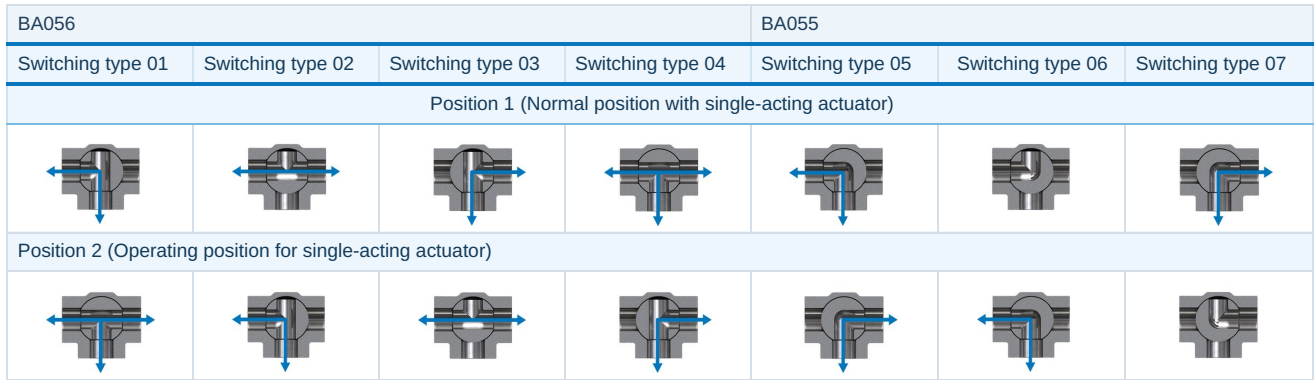 BA056 BA055
Switching type 01 Switching type 02 Switching type 03 Switching type 04 Switching type 05 Switching type 06 Switching type 07
Position 1 (Normal position with single-acting actuator)
Position 2 (Operating position for single-acting actuator)